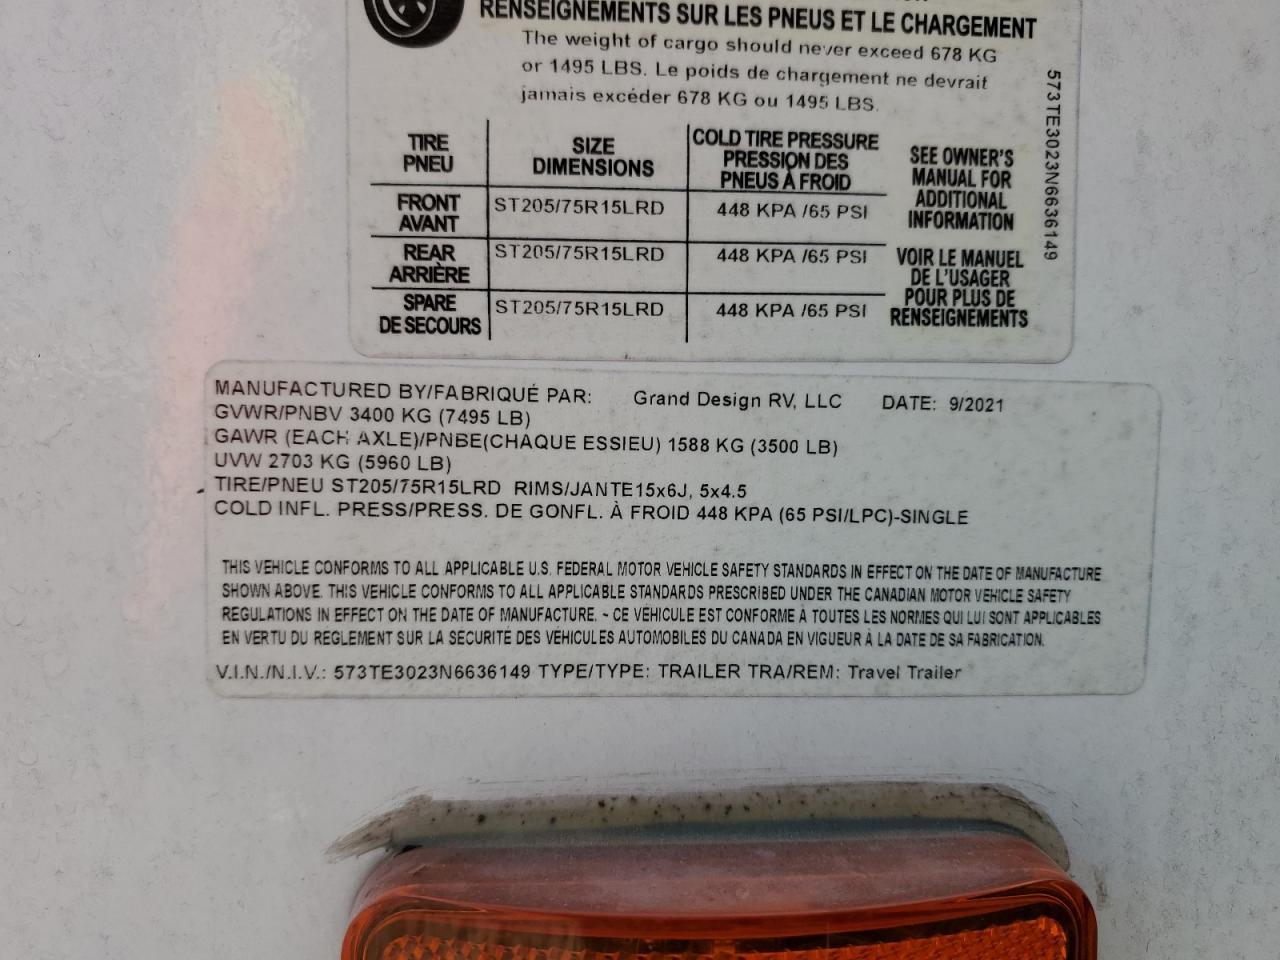 RENSEIGNEMENTS SUR LES PNEUS ET LE CHARGEMENT
The weight of cargo should never exceed 678 KG
or 1495 LBS. Le poids de chargement ne devrait
jamais excéder 678 KG ou 1495 LBS.
TIRE
PNEU
SIZE
DIMENSIONS
COLD TIRE PRESSURE
PRESSION DES
PNEUS À FROID
FRONT
AVANT
ST205/75R15LRD
448 KPA /65 PSI
REAR
ARRIÈRE
ST205/75R15LRD
448 KPA /65 PSI
SPARE
DE SECOURS
ST205/75R15LRD
448 KPA /65 PSI
SEE OWNER'S
MANUAL FOR
ADDITIONAL
INFORMATION
VOIR LE MANUEL
DE L'USAGER
POUR PLUS DE
RENSEIGNEMENTS
573TE3023N6636149
MANUFACTURED BY/FABRIQUÉ PAR: Grand Design RV, LLC DATE: 9/2021
GVWR/PNBV 3400 KG (7495 LB)
GAWR (EACH AXLE)/PNBE(CHAQUE ESSIEU) 1588 KG (3500 LB)
UVW 2703 KG (5960 LB)
TIRE/PNEU ST205/75R15LRD RIMS/JANTE15x6J, 5x4.5
COLD INFL. PRESS/PRESS. DE GONFL. À FROID 448 KPA (65 PSI/LPC)-SINGLE
THIS VEHICLE CONFORMS TO ALL APPLICABLE U.S. FEDERAL MOTOR VEHICLE SAFETY STANDARDS IN EFFECT ON THE DATE OF MANUFACTURE
SHOWN ABOVE. THIS VEHICLE CONFORMS TO ALL APPLICABLE STANDARDS PRESCRIBED UNDER THE CANADIAN MOTOR VEHICLE SAFETY
REGULATIONS IN EFFECT ON THE DATE OF MANUFACTURE. - CE VÉHICULE EST CONFORME À TOUTES LES NORMES QUI LUI SONT APPLICABLES
EN VERTU DU RÈGLEMENT SUR LA SÉCURITÉ DES VÉHICULES AUTOMOBILES DU CANADA EN VIGUEUR À LA DATE DE SA FABRICATION.
V.I.N./N.I.V.: 573TE3023N6636149 TYPE/TYPE: TRAILER TRA/REM: Travel Trailer